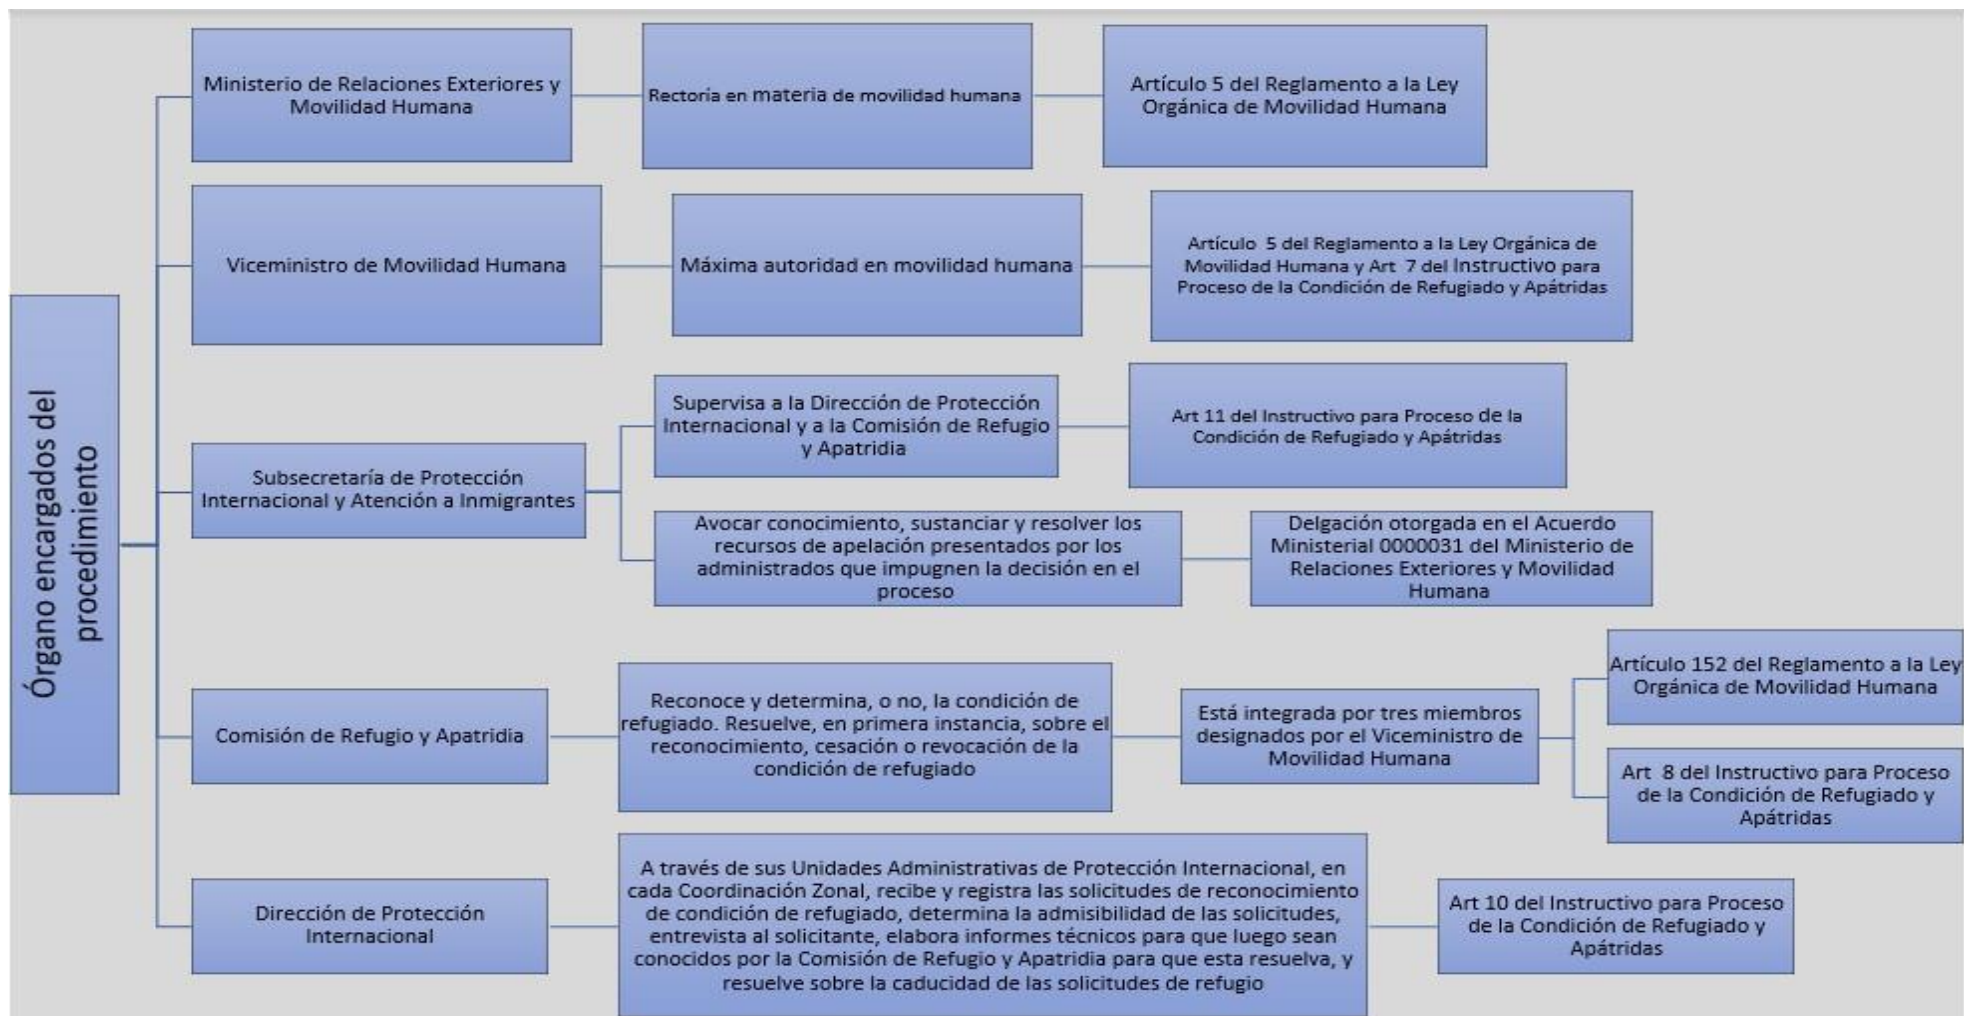 Órgano encargados del
procedimiento
Ministerio de Relaciones Exteriores y
Movilidad Humana
Rectoría en materia de movilidad humana
Artículo 5 del Reglamento a la Ley
Orgánica de Movilidad Humana
Viceministro de Movilidad Humana
Máxima autoridad en movilidad humana
Artículo 5 del Reglamento a la Ley Orgánica de
Movilidad Humana y Art 7 del Instructivo para
Proceso de la Condición de Refugiado y Apátridas
Subsecretaría de Protección
Internacional y Atención a Inmigrantes
Supervisa a la Dirección de Protección
Internacional y a la Comisión de Refugio
y Apatridia
Art 11 del Instructivo para Proceso de la
Condición de Refugiado y Apátridas
Avocar conocimiento, sustanciar y resolver los
recursos de apelación presentados por los
administrados que impugnen la decisión en el
proceso
Delgación otorgada en el Acuerdo
Ministerial 0000031 del Ministerio de
Relaciones Exteriores y Movilidad
Humana
Comisión de Refugio y Apatridia
Reconoce y determina, o no, la condición de
refugiado. Resuelve, en primera instancia, sobre el
reconocimiento, cesación o revocación de la
condición de refugiado
Está integrada por tres miembros
designados por el Viceministro de
Movilidad Humana
Artículo 152 del Reglamento a la Ley
Orgánica de Movilidad Humana
Art 8 del Instructivo para Proceso
de la Condición de Refugiado y
Apátridas
Dirección de Protección
Internacional
A través de sus Unidades Administrativas de Protección Internacional, en
cada Coordinación Zonal, recibe y registra las solicitudes de reconocimiento
de condición de refugiado, determina la admisibilidad de las solicitudes,
entrevista al solicitante, elabora informes técnicos para que luego sean
conocidos por la Comisión de Refugio y Apatridia para que esta resuelva, y
resuelve sobre la caducidad de las solicitudes de refugio
Art 10 del Instructivo para Proceso
de la Condición de Refugiado y
Apátridas